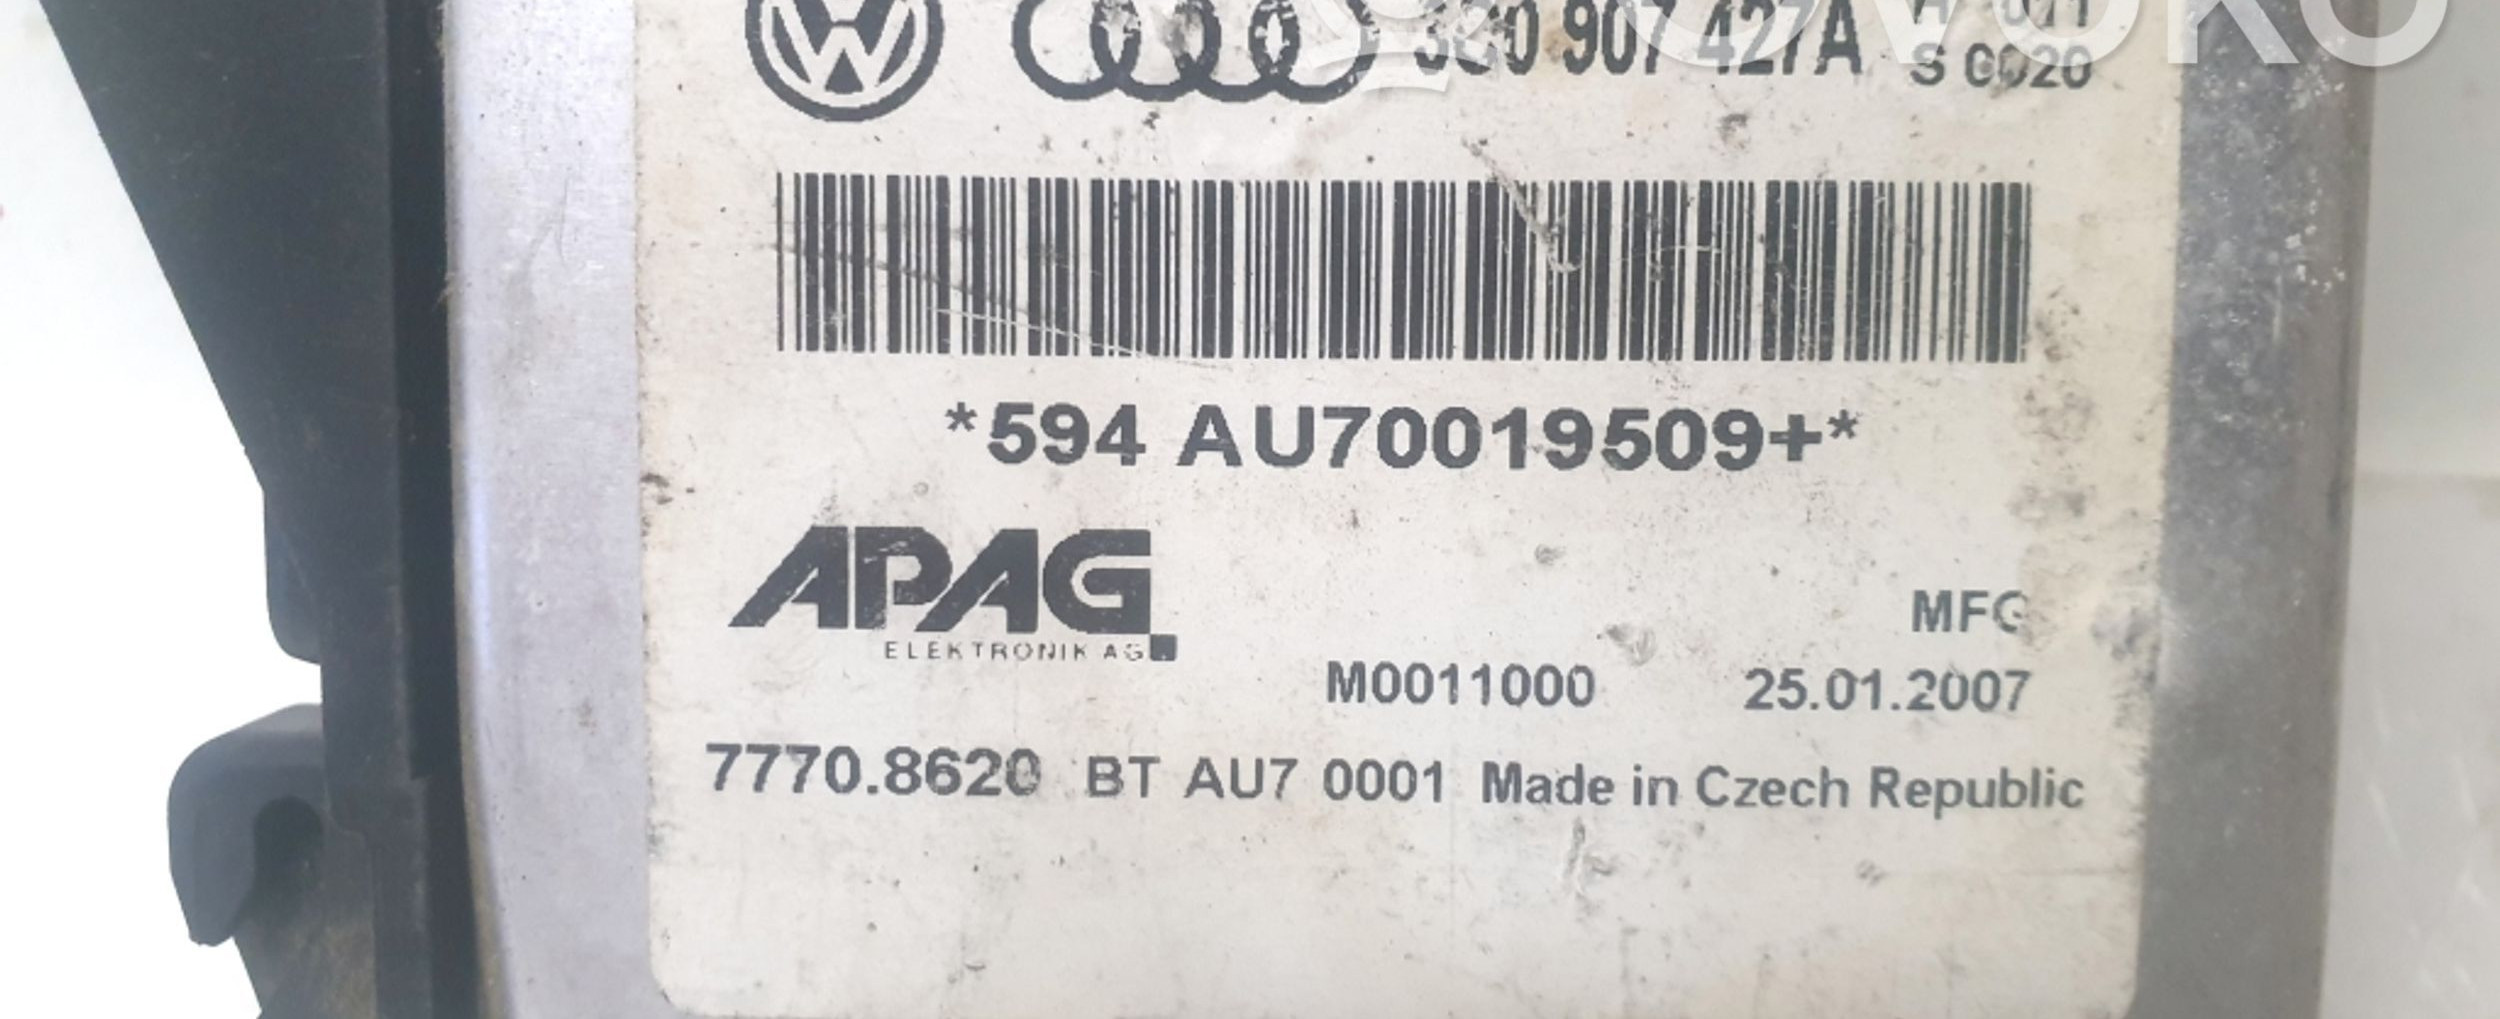 907 427A
S 0020
*594 AU70019509+*
APAG
ELEKTRONIK AG
MFG
M0011000 25.01.2007
7770.8620 BT AU7 0001 Made in Czech Republic